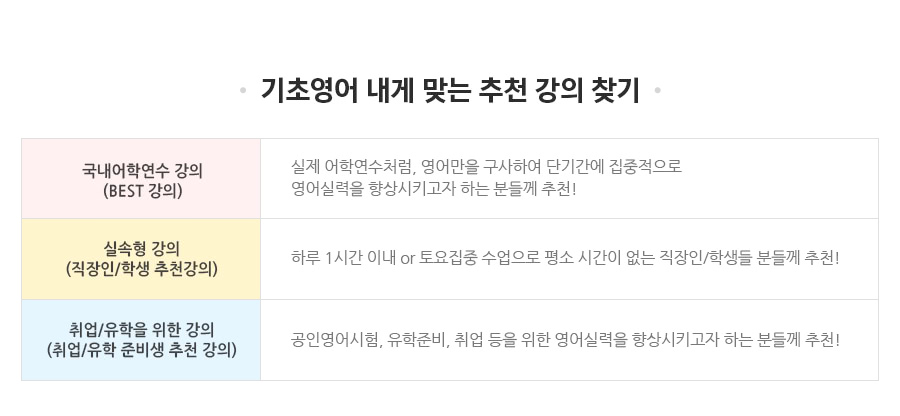 기초영어 내게 맞는 추천 강의 찾기
국내어학연수 강의
(BEST 강의)
실제 어학연수처럼, 영어만을 구사하여 단기간에 집중적으로
영어실력을 향상시키고자 하는 분들께 추천!
실속형 강의
(직장인/학생 추천강의)
하루 1시간 이내 or 토요집중 수업으로 평소 시간이 없는 직장인/학생들 분들께 추천!
취업/유학을 위한 강의
(취업/유학 준비생 추천 강의)
공인영어시험, 유학준비, 취업 등을 위한 영어실력을 향상시키고자 하는 분들께 추천!